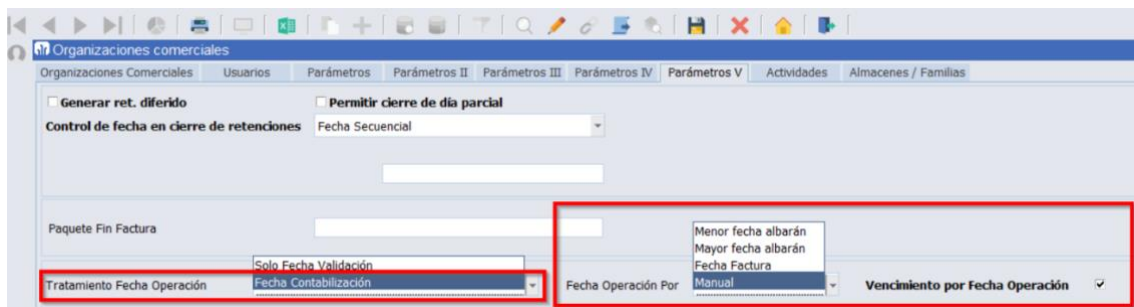 Organizaciones comerciales
Organizaciones Comerciales Usuarios Parámetros Parámetros II Parámetros III Parámetros IV Parámetros V Actividades Almacenes / Familias
Generar ret. diferido Permitir cierre de día parcial
Control de fecha en cierre de retenciones Fecha Secuencial
Paquete Fin Factura
Menor fecha albarán
Mayor fecha albarán
Solo Fecha Validación Fecha Factura
Tratamiento Fecha Operación Fecha Contabilización Fecha Operación Por Manual Vencimiento por Fecha Operación